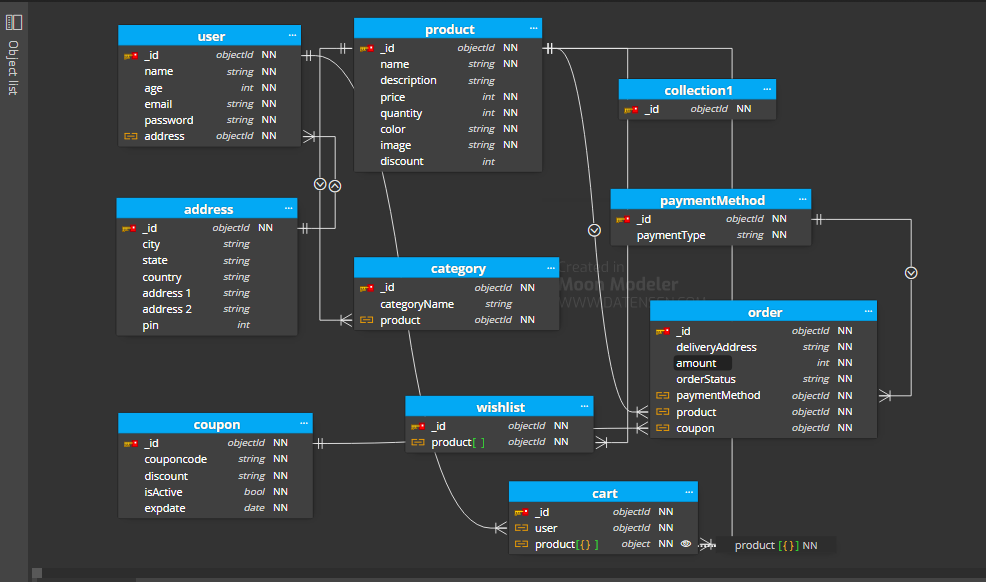 Object list
user ...
_id objectId NN
name string NN
age int NN
email string NN
password string NN
address objectId NN
product ...
_id objectId NN
name string NN
description string
price int NN
quantity int NN
color string NN
image string NN
discount int
collection1 ...
_id objectId NN
address ...
_id objectId NN
city string
state string
country string
address 1 string
address 2 string
pin int
paymentMethod ...
_id objectId NN
paymentType string NN
category ...
_id objectId NN
categoryName string
product objectId NN
Created in
Moon Modeler
WWW.DATENSEN.COM
order ...
_id objectId NN
deliveryAddress string NN
amount int NN
orderStatus string NN
paymentMethod objectId NN
product objectId NN
coupon objectId NN
coupon ...
_id objectId NN
couponcode string NN
discount string NN
isActive bool NN
expdate date NN
wishlist ...
_id objectId NN
product[ ] objectId NN
cart ...
_id objectId NN
user objectId NN
product[{} ] object NN
product [{}] NN